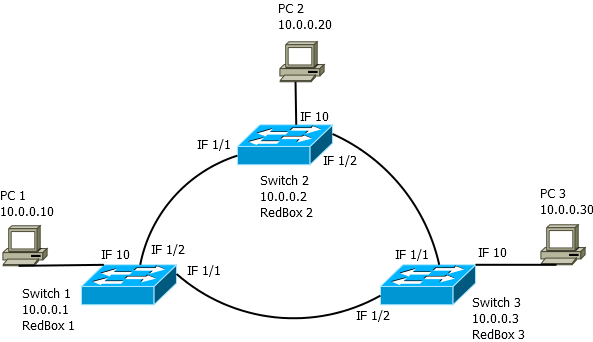 PC 2
10.0.0.20
IF 10
IF 1/1
IF 1/2
Switch 2
10.0.0.2
RedBox 2
PC 1
10.0.0.10
IF 10
IF 1/2
IF 1/1
Switch 1
10.0.0.1
RedBox 1
PC 3
10.0.0.30
IF 1/1
IF 10
IF 1/2
Switch 3
10.0.0.3
RedBox 3